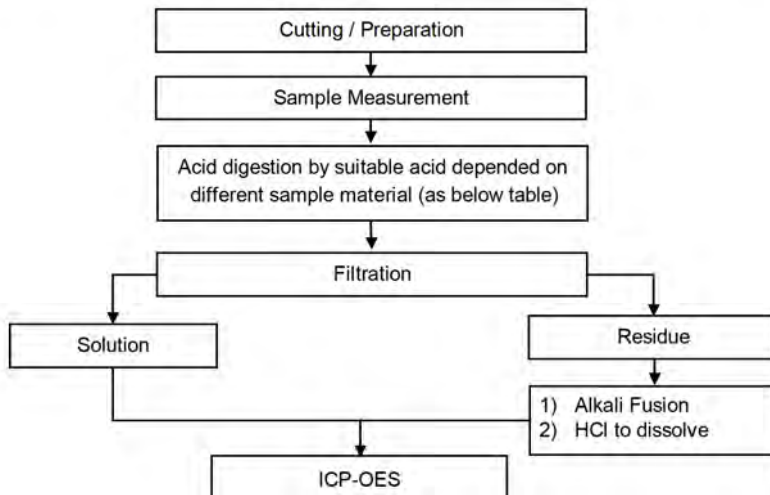 Cutting / Preparation
Sample Measurement
Acid digestion by suitable acid depended on
different sample material (as below table)
Filtration
Solution
Residue
1) Alkali Fusion
2) HCl to dissolve
ICP-OES